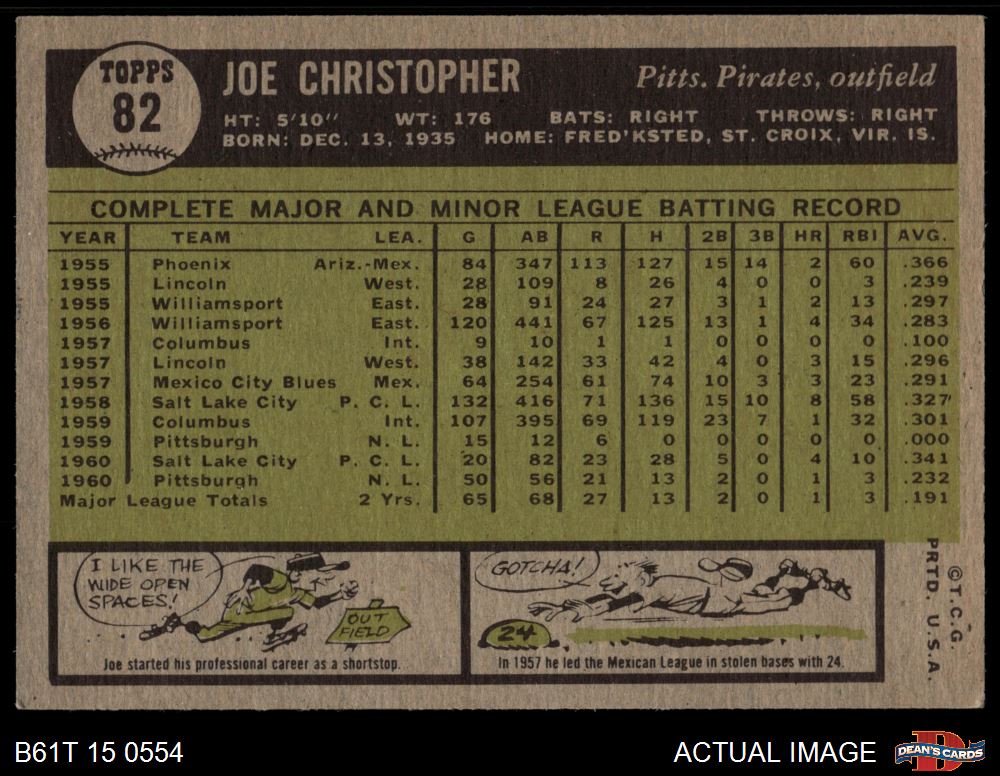 TOPPS
82
JOE CHRISTOPHER
Pitts. Pirates, outfield
HT: 5'10" WT: 176 BATS: RIGHT THROWS: RIGHT
BORN: DEC. 13, 1935 HOME: FRED'KSTED, ST. CROIX, VIR. IS.
COMPLETE MAJOR AND MINOR LEAGUE BATTING RECORD
YEAR TEAM LEA. G AB R H 2B 3B HR RBI AVG.
1955 Phoenix Ariz.-Mex. 84 347 113 127 15 14 2 60 .366
1955 Lincoln West. 28 109 8 26 4 0 0 3 .239
1955 Williamsport East. 28 91 24 27 3 1 2 13 .297
1956 Williamsport East. 120 441 67 125 13 1 4 34 .283
1957 Columbus Int. 9 10 1 1 0 0 0 0 .100
1957 Lincoln West. 38 142 33 42 4 0 3 15 .296
1957 Mexico City Blues Mex. 64 254 61 74 10 3 3 23 .291
1958 Salt Lake City P. C. L. 132 416 71 136 15 10 8 58 .327
1959 Columbus Int. 107 395 69 119 23 7 1 32 .301
1959 Pittsburgh N. L. 15 12 6 0 0 0 0 0 .000
1960 Salt Lake City P. C. L. 20 82 23 28 5 0 4 10 .341
1960 Pittsburgh N. L. 50 56 21 13 2 0 1 3 .232
Major League Totals 2 Yrs. 65 68 27 13 2 0 1 3 .191
I LIKE THE
WIDE OPEN
SPACES!
OUT
FIELD
Joe started his professional career as a shortstop.
GOTCHA!
24
In 1957 he led the Mexican League in stolen bases with 24.
©T.C.G.
PRTD. U.S.A.
B61T 15 0554
ACTUAL IMAGE
DEAN'S CARDS